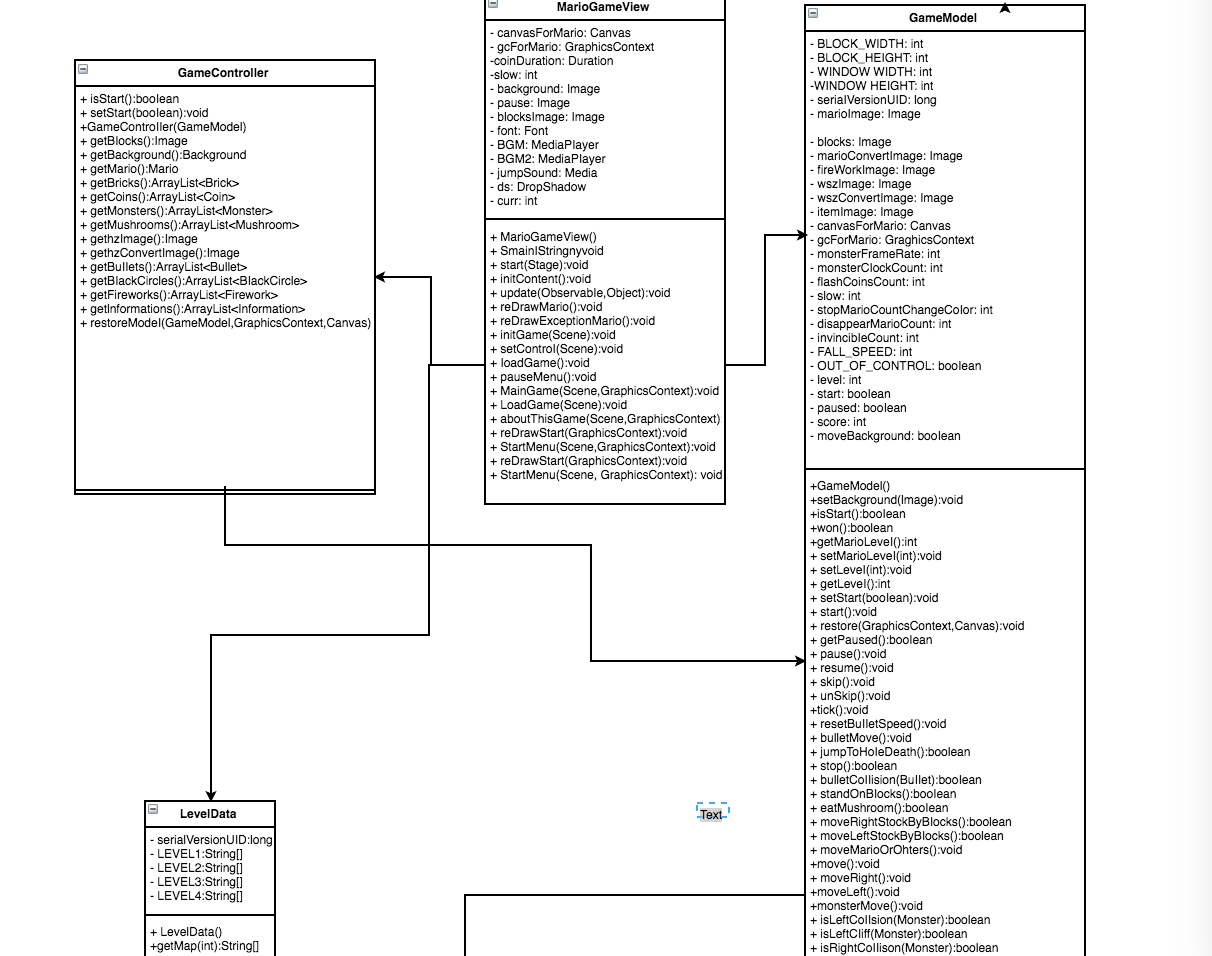 MarioGameView
- canvasForMario: Canvas
- gcForMario: GraphicsContext
-coinDuration: Duration
-slow: int
- background: Image
- pause: Image
- blocksImage: Image
- font: Font
- BGM: MediaPlayer
- BGM2: MediaPlayer
- jumpSound: Media
- ds: DropShadow
- curr: int
+ MarioGameView()
+ SmainIStringnyvoid
+ start(Stage):void
+ initContent():void
+ update(Observable,Object):void
+ reDrawMario():void
+ reDrawExceptionMario():void
+ initGame(Scene):void
+ setControl(Scene):void
+ loadGame():void
+ pauseMenu():void
+ MainGame(Scene,GraphicsContext):void
+ LoadGame(Scene):void
+ aboutThisGame(Scene,GraphicsContext)
+ reDrawStart(GraphicsContext):void
+ StartMenu(Scene,GraphicsContext):void
+ reDrawStart(GraphicsContext):void
+ StartMenu(Scene, GraphicsContext): void
GameController
+ isStart():boolean
+ setStart(boolean):void
+GameController(GameModel)
+ getBlocks():Image
+ getBackground():Background
+ getMario():Mario
+ getBricks():ArrayList<Brick>
+ getCoins():ArrayList<Coin>
+ getMonsters():ArrayList<Monster>
+ getMushrooms():ArrayList<Mushroom>
+ gethzImage():Image
+ gethzConvertImage():Image
+ getBullets():ArrayList<Bullet>
+ getBlackCircles():ArrayList<BlackCircle>
+ getFireworks():ArrayList<Firework>
+ getInformations():ArrayList<Information>
+ restoreModel(GameModel,GraphicsContext,Canvas)
GameModel
- BLOCK_WIDTH: int
- BLOCK_HEIGHT: int
- WINDOW WIDTH: int
-WINDOW HEIGHT: int
- serialVersionUID: long
- marioImage: Image
- blocks: Image
- marioConvertImage: Image
- fireWorkImage: Image
- wszImage: Image
- wszConvertImage: Image
- itemImage: Image
- canvasForMario: Canvas
- gcForMario: GraghicsContext
- monsterFrameRate: int
- monsterClockCount: int
- flashCoinsCount: int
- slow: int
- stopMarioCountChangeColor: int
- disappearMarioCount: int
- invincibleCount: int
- FALL_SPEED: int
- OUT_OF_CONTROL: boolean
- level: int
- start: boolean
- paused: boolean
- score: int
- moveBackground: boolean
+GameModel()
+setBackground(Image):void
+isStart():boolean
+won():boolean
+getMarioLevel():int
+ setMarioLevel(int):void
+ setLevel(int):void
+ getLevel():int
+ setStart(boolean):void
+ start():void
+ restore(GraphicsContext,Canvas):void
+ getPaused():boolean
+ pause():void
+ resume():void
+ skip():void
+ unSkip():void
+tick():void
+ resetBulletSpeed():void
+ bulletMove():void
+ jumpToHoleDeath():boolean
+ stop():boolean
+ bulletCollision(Bullet):boolean
+ standOnBlocks():boolean
+ eatMushroom():boolean
+ moveRightStockByBlocks():boolean
+ moveLeftStockByBlocks():boolean
+ moveMarioOrOhters():void
+move():void
+ moveRight():void
+moveLeft():void
+monsterMove():void
+ isLeftCollsion(Monster):boolean
+ isLeftCliff(Monster):boolean
+ isRightCollison(Monster):boolean
Text
LevelData
- serialVersionUID:long
- LEVEL1:String[]
- LEVEL2:String[]
- LEVEL3:String[]
- LEVEL4:String[]
+ LevelData()
+getMap(int):String[]